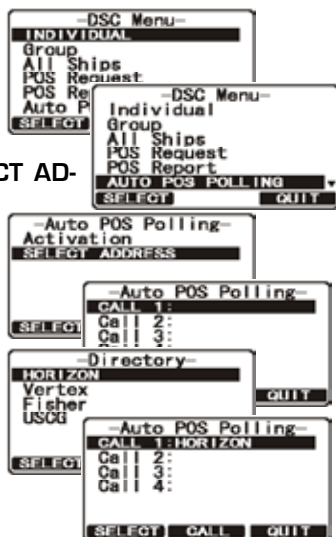 -DSC Menu-
INDIVIDUAL
Group
All Ships
POS Request
POS Re
Auto P
SELECT
-DSC Menu-
Individual
Group
All Ships
POS Request
POS Report
AUTO POS POLLING
SELECT QUIT
CT AD-
-Auto POS Polling-
Activation
SELECT ADDRESS
SELECT
-Auto POS Polling-
CALL 1:
Call 2:
Call 3:
QUIT
-Directory-
HORIZON
Vertex
Fisher
USCG
SELECT
-Auto POS Polling-
CALL 1:HORIZON
Call 2:
Call 3:
Call 4:
SELECT CALL QUIT